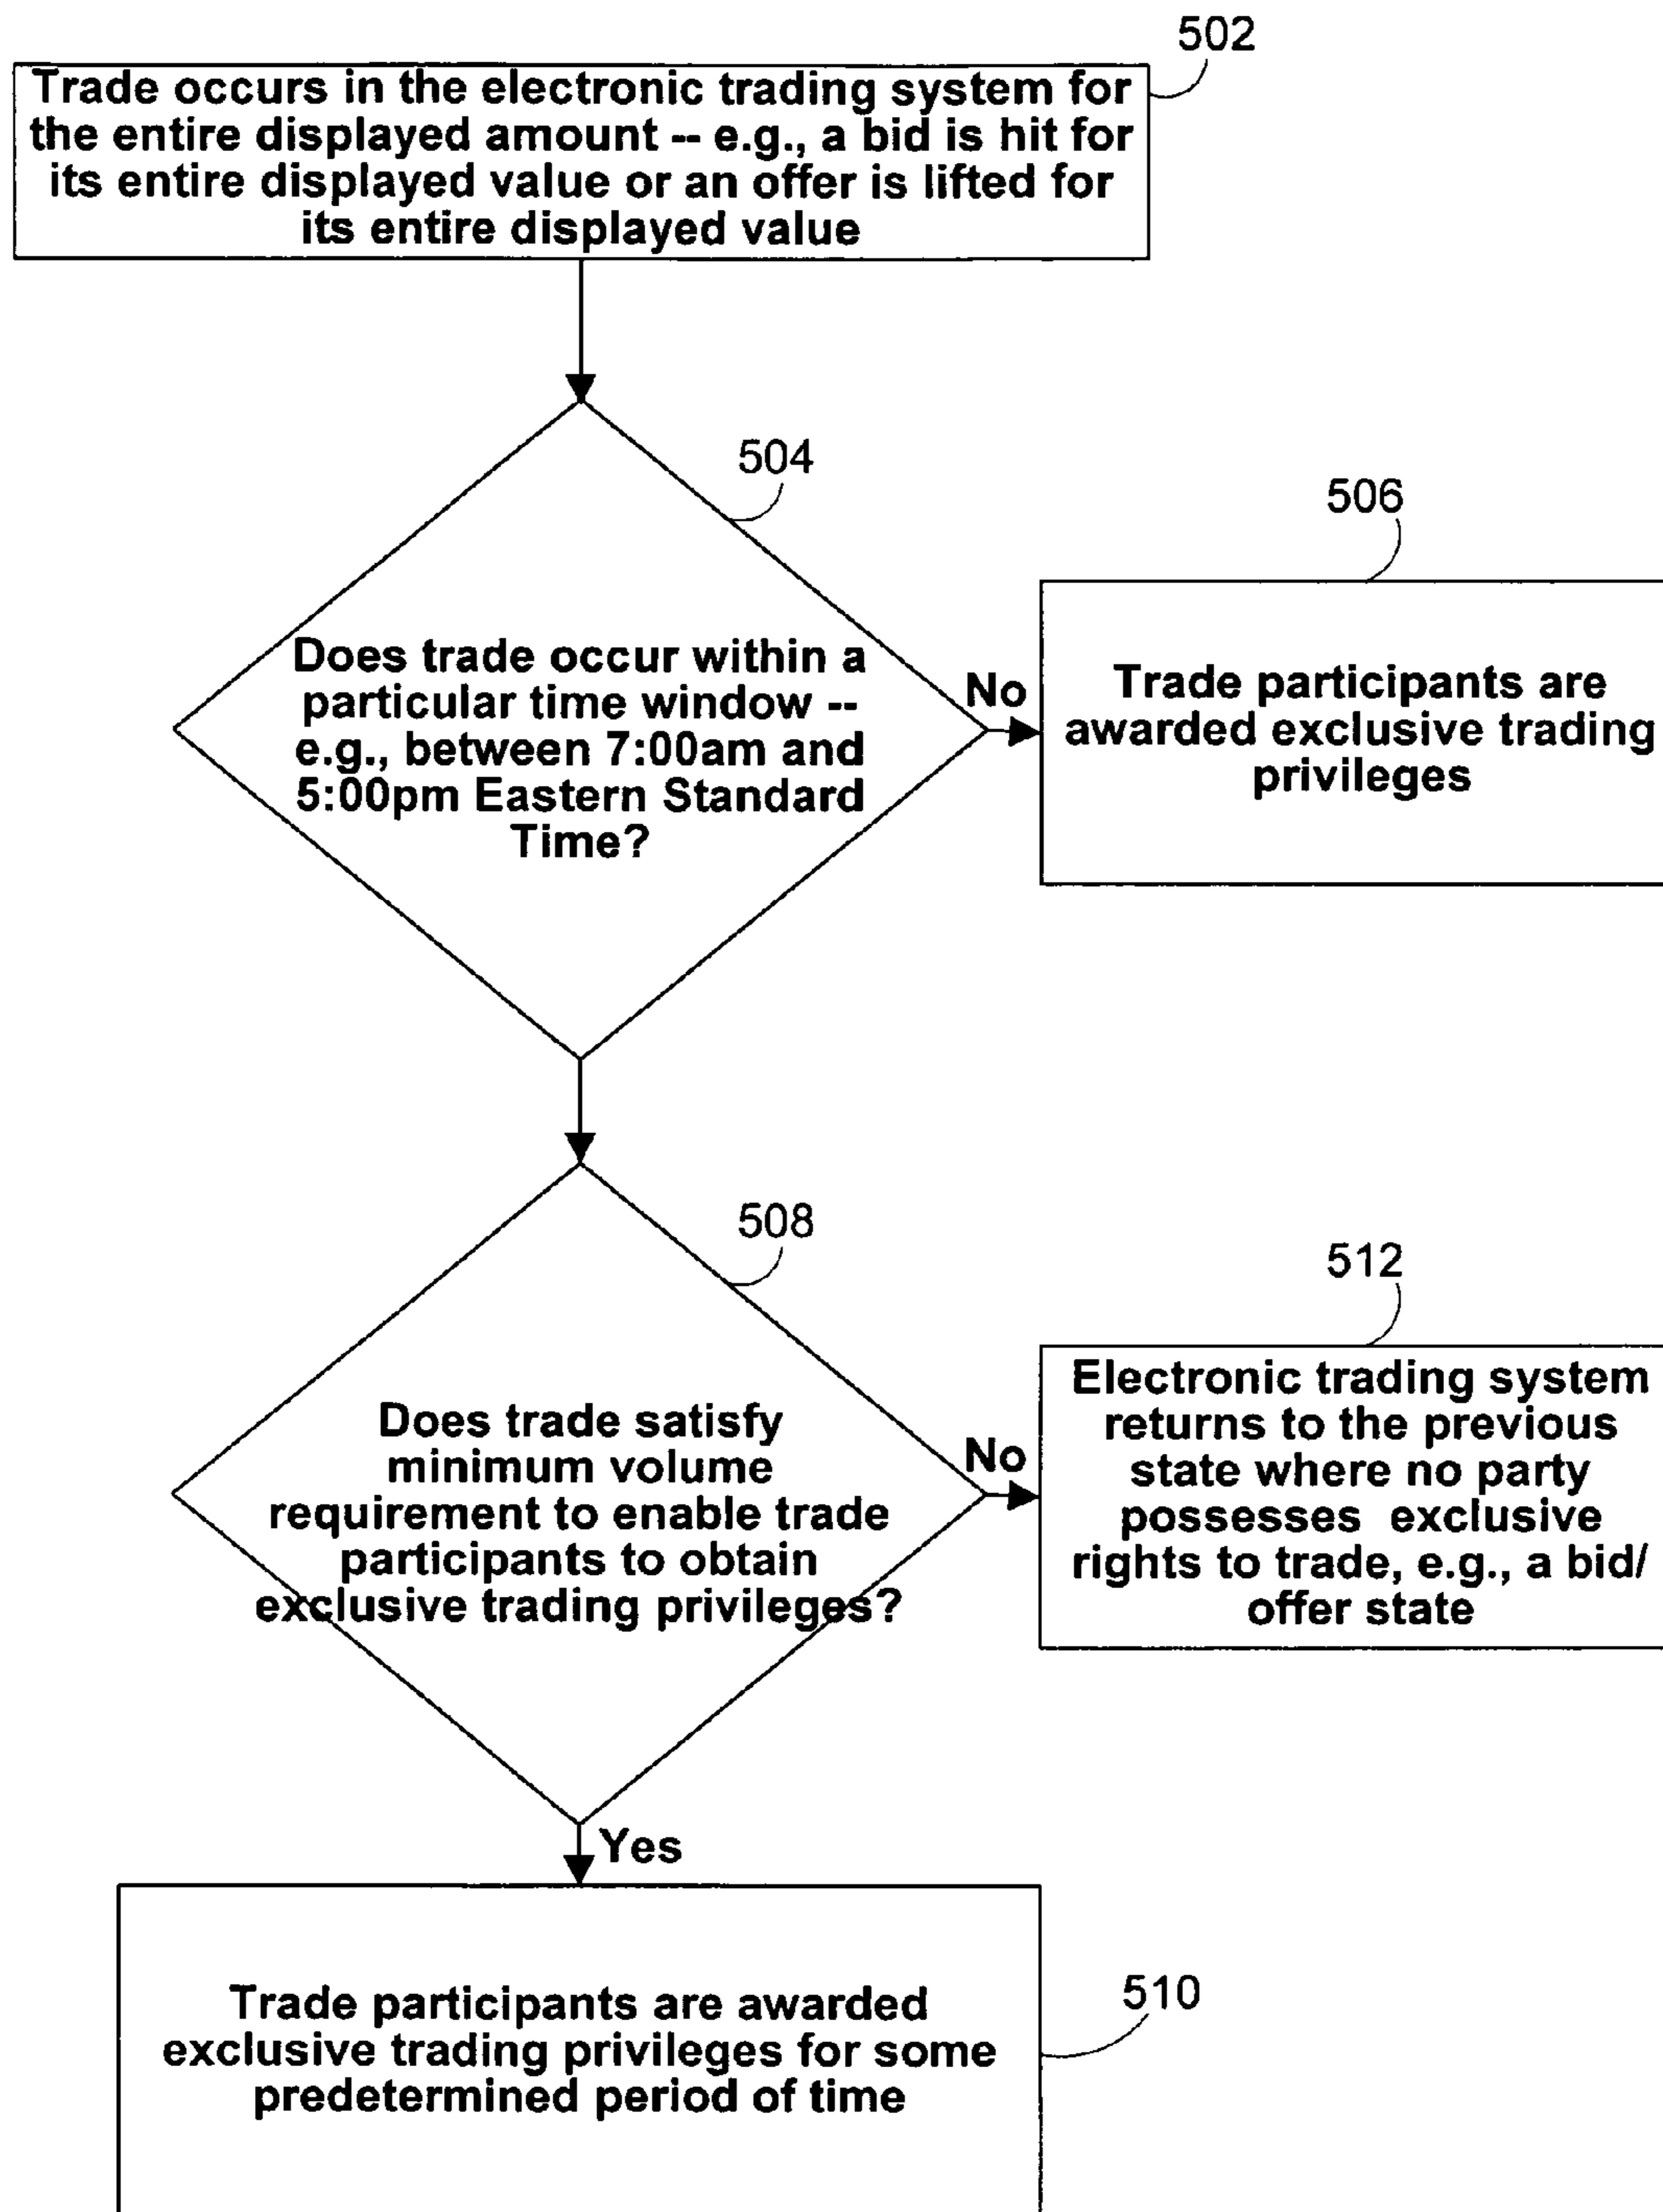 502
Trade occurs in the electronic trading system for
the entire displayed amount -- e.g., a bid is hit for
its entire displayed value or an offer is lifted for
its entire displayed value
504
506
Does trade occur within a
particular time window --
e.g., between 7:00am and
5:00pm Eastern Standard
Time?
No
Trade participants are
awarded exclusive trading
privileges
508
512
Does trade satisfy
minimum volume
requirement to enable trade
participants to obtain
exclusive trading privileges?
No
Electronic trading system
returns to the previous
state where no party
possesses exclusive
rights to trade, e.g., a bid/
offer state
Yes
510
Trade participants are awarded
exclusive trading privileges for some
predetermined period of time